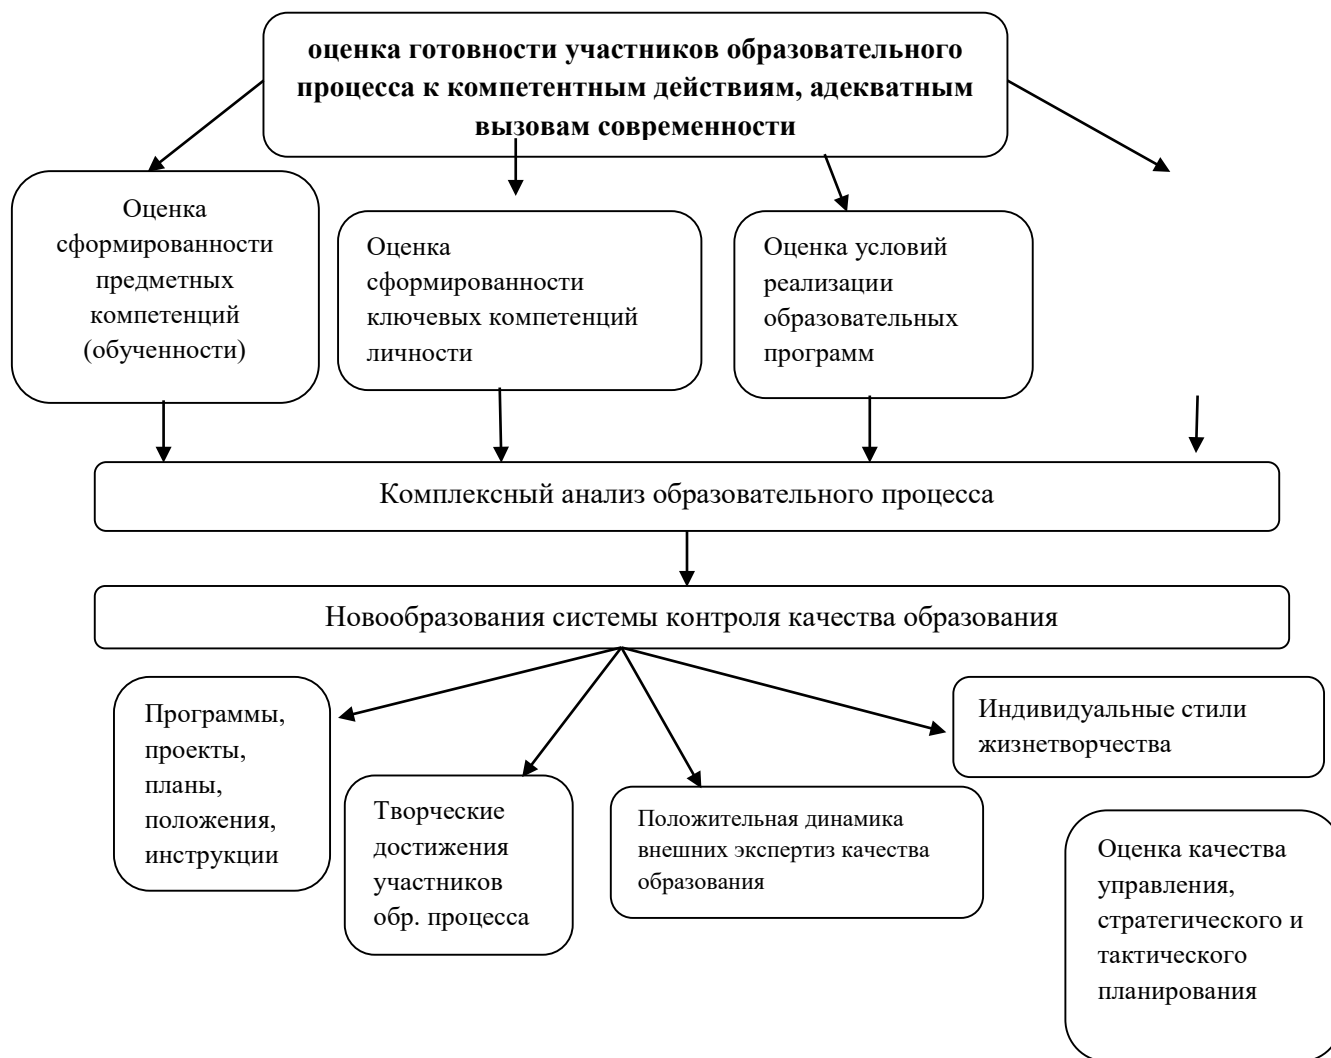 оценка готовности участников образовательного
процесса к компетентным действиям, адекватным
вызовам современности
Оценка
сформированности
предметных
компетенций
(обученности)
Оценка
сформированности
ключевых компетенций
личности
Оценка условий
реализации
образовательных
программ
Комплексный анализ образовательного процесса
Новообразования системы контроля качества образования
Программы,
проекты,
планы,
положения,
инструкции
Творческие
достижения
участников
обр. процесса
Положительная динамика
внешних экспертиз качества
образования
Индивидуальные стили
жизнетворчества
Оценка качества
управления,
стратегического и
тактического
планирования